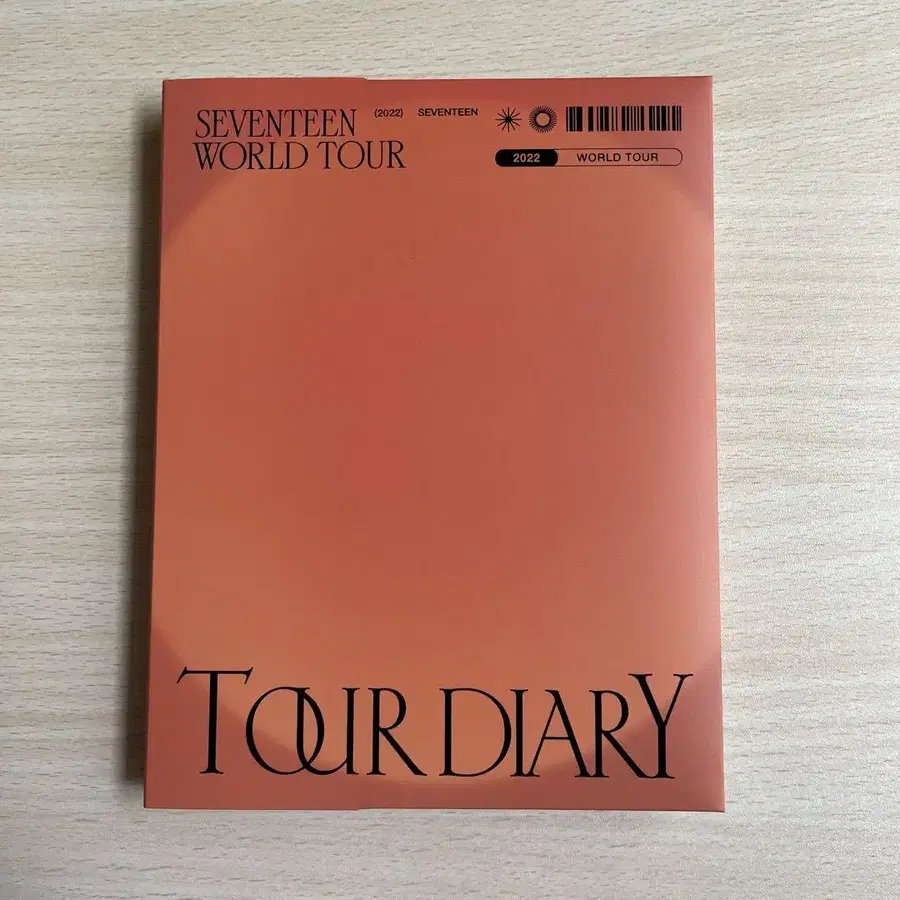 SEVENTEEN
WORLD TOUR
(2022) SEVENTEEN
2022 WORLD TOUR
TOUR DIARY